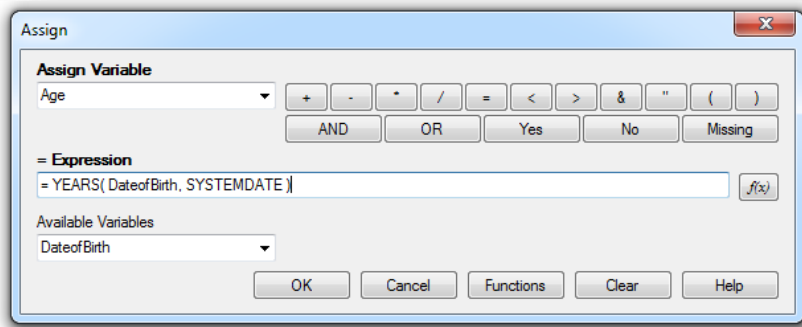 Assign
Assign Variable
Age
+ - * / = < > & " ( )
AND OR Yes No Missing
= Expression
= YEARS( DateofBirth, SYSTEMDATE )
f(x)
Available Variables
DateofBirth
OK Cancel Functions Clear Help